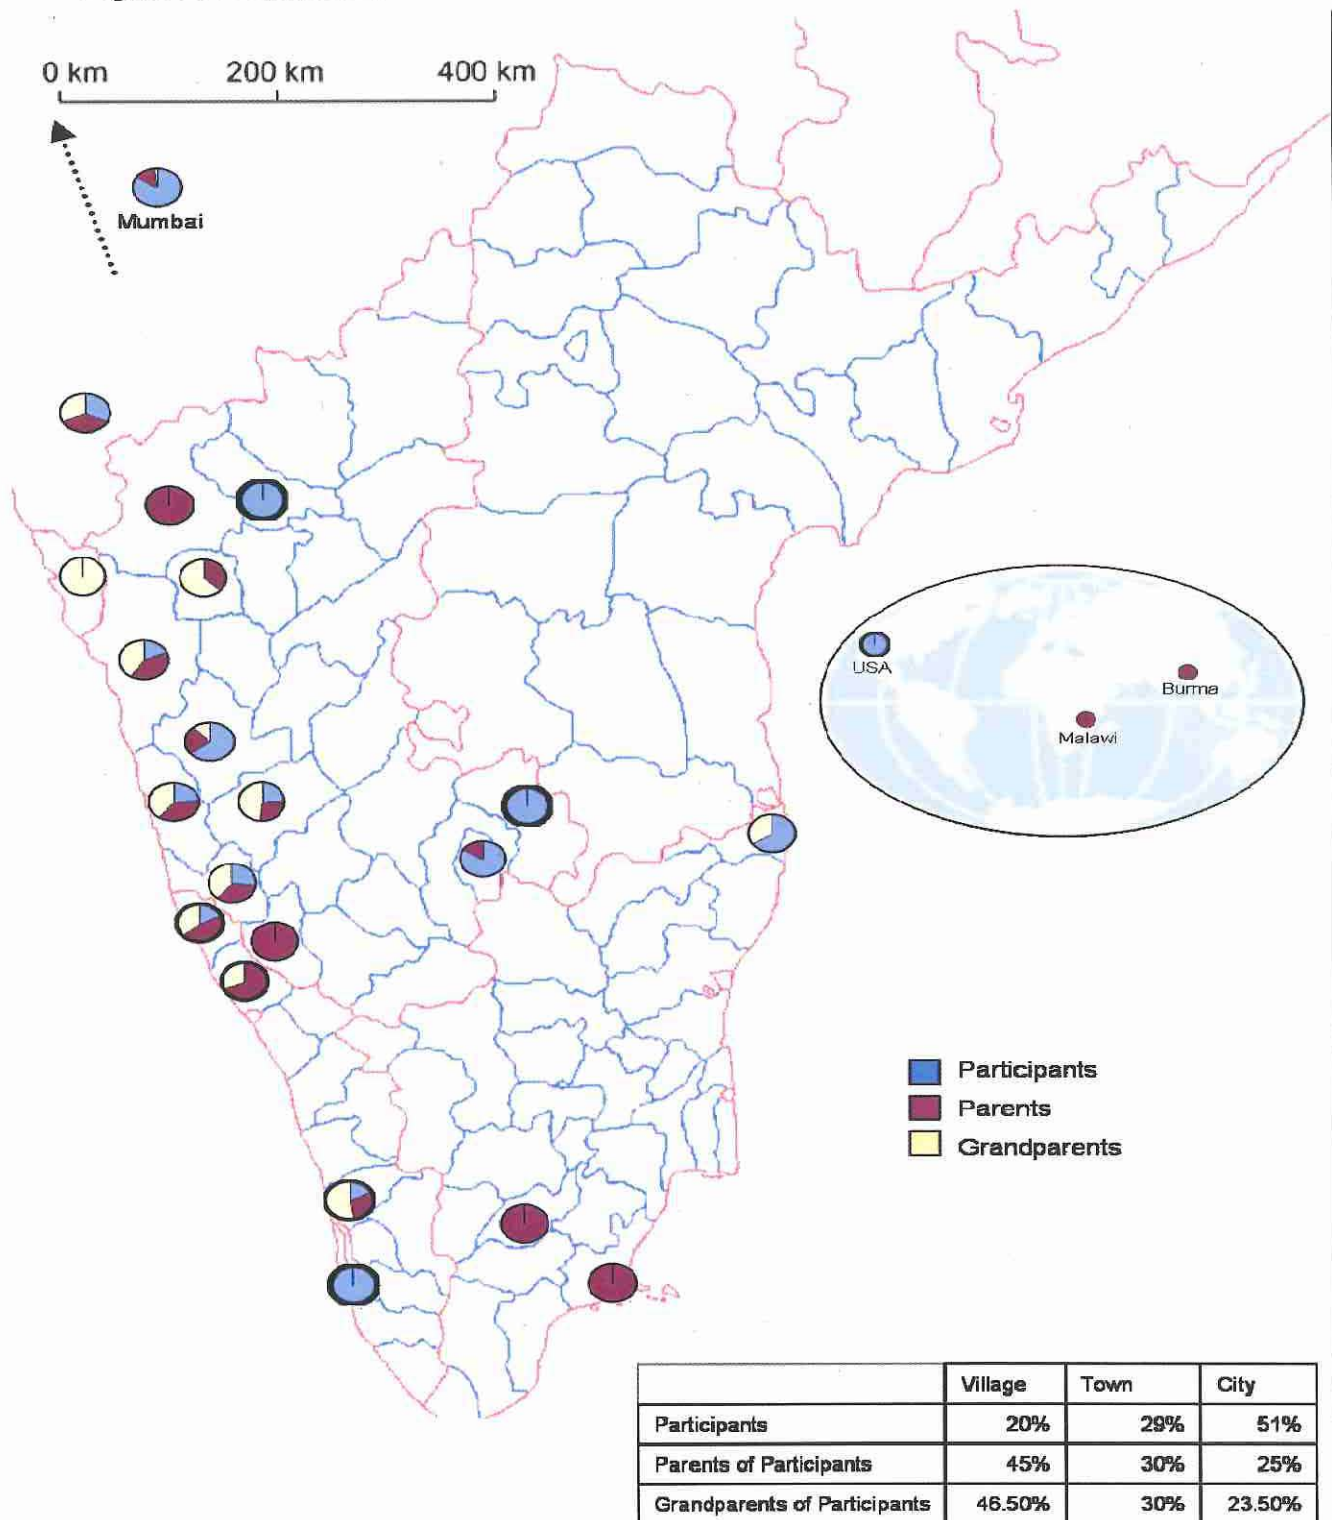 0 km 200 km 400 km
Mumbai
USA
Burma
Malawi
Participants
Parents
Grandparents
Village Town City
Participants 20% 29% 51%
Parents of Participants 45% 30% 25%
Grandparents of Participants 46.50% 30% 23.50%